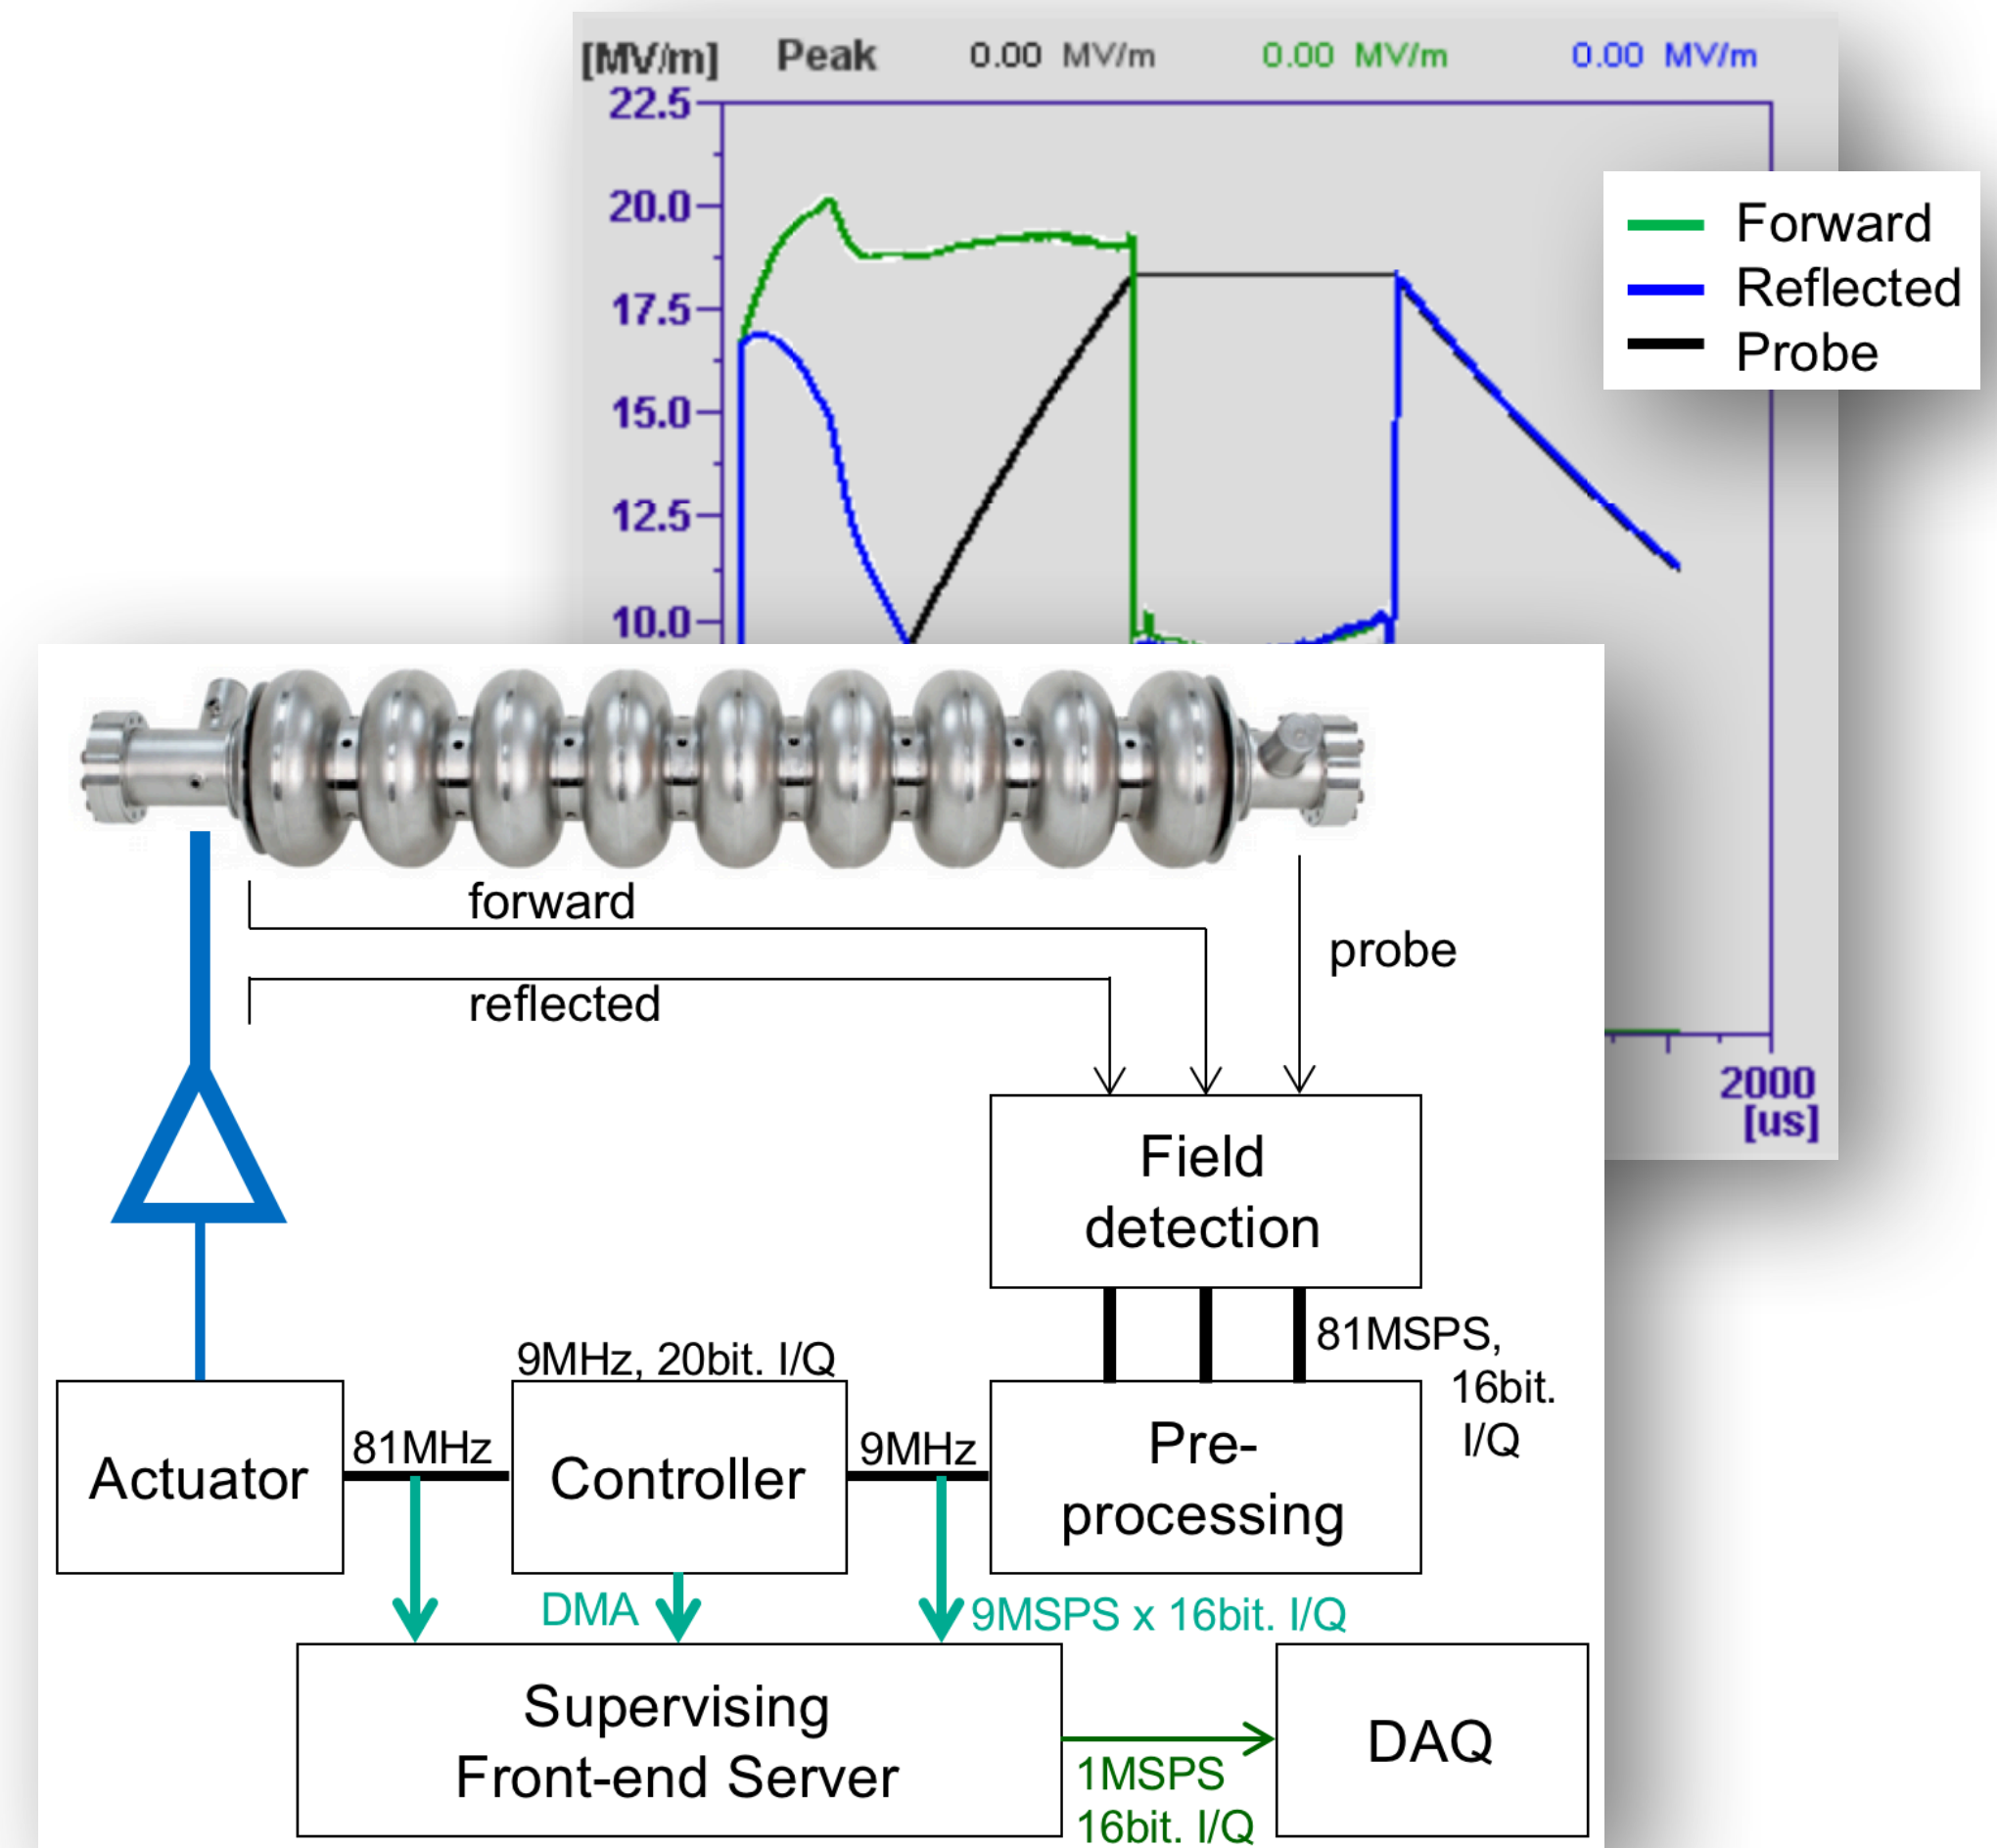 [MV/m] Peak 0.00 MV/m 0.00 MV/m 0.00 MV/m
22.5
20.0
17.5
15.0
12.5
10.0
Forward
Reflected
Probe
2000
[us]
forward
reflected
probe
Field
detection
81MSPS,
16bit.
I/Q
9MHz, 20bit. I/Q
Actuator
81MHz
Controller
9MHz
Pre-
processing
DMA
9MSPS x 16bit. I/Q
Supervising
Front-end Server
1MSPS
16bit. I/Q
DAQ